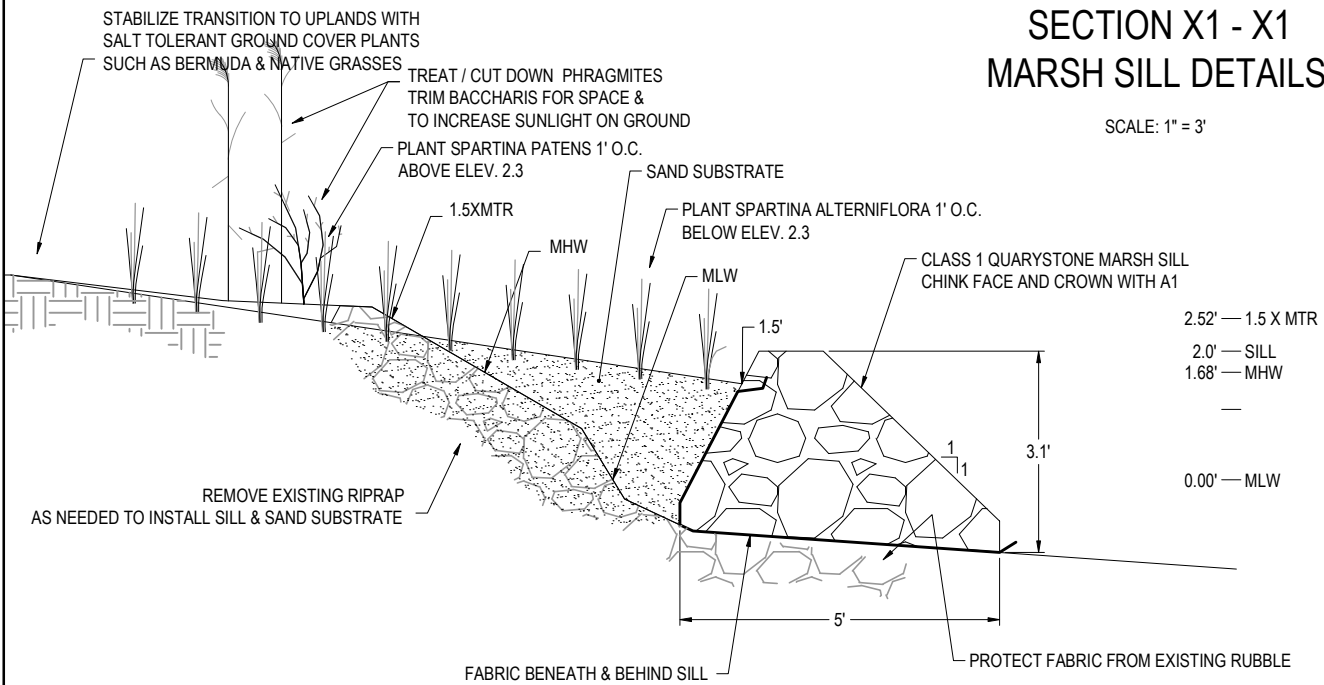 SECTION X1 - X1
MARSH SILL DETAILS
SCALE: 1" = 3'
STABILIZE TRANSITION TO UPLANDS WITH
SALT TOLERANT GROUND COVER PLANTS
SUCH AS BERMUDA & NATIVE GRASSES
TREAT / CUT DOWN PHRAGMITES
TRIM BACCHARIS FOR SPACE &
TO INCREASE SUNLIGHT ON GROUND
PLANT SPARTINA PATENS 1' O.C.
ABOVE ELEV. 2.3
SAND SUBSTRATE
1.5XMTR
PLANT SPARTINA ALTERNIFLORA 1' O.C.
BELOW ELEV. 2.3
MHW
MLW
CLASS 1 QUARYSTONE MARSH SILL
CHINK FACE AND CROWN WITH A1
1.5'
2.52' — 1.5 X MTR
2.0' — SILL
1.68' — MHW
—
0.00' — MLW
1
1
3.1'
REMOVE EXISTING RIPRAP
AS NEEDED TO INSTALL SILL & SAND SUBSTRATE
5'
FABRIC BENEATH & BEHIND SILL
PROTECT FABRIC FROM EXISTING RUBBLE